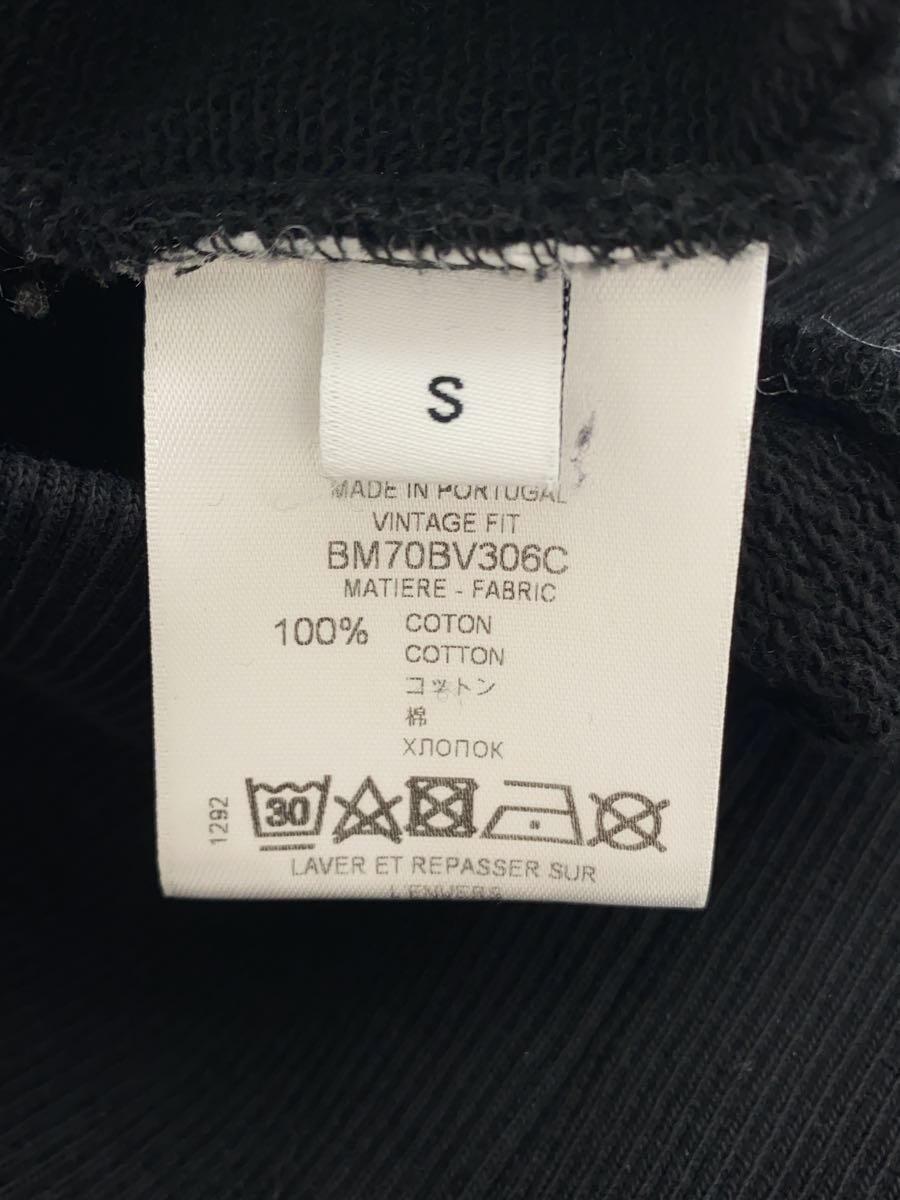 S
MADE IN PORTUGAL
VINTAGE FIT
BM70BV306C
MATIERE - FABRIC
100% COTON
COTTON
コットン
棉
ХЛОПОК
1292
30
LAVER ET REPASSER SUR
L'ENVERS